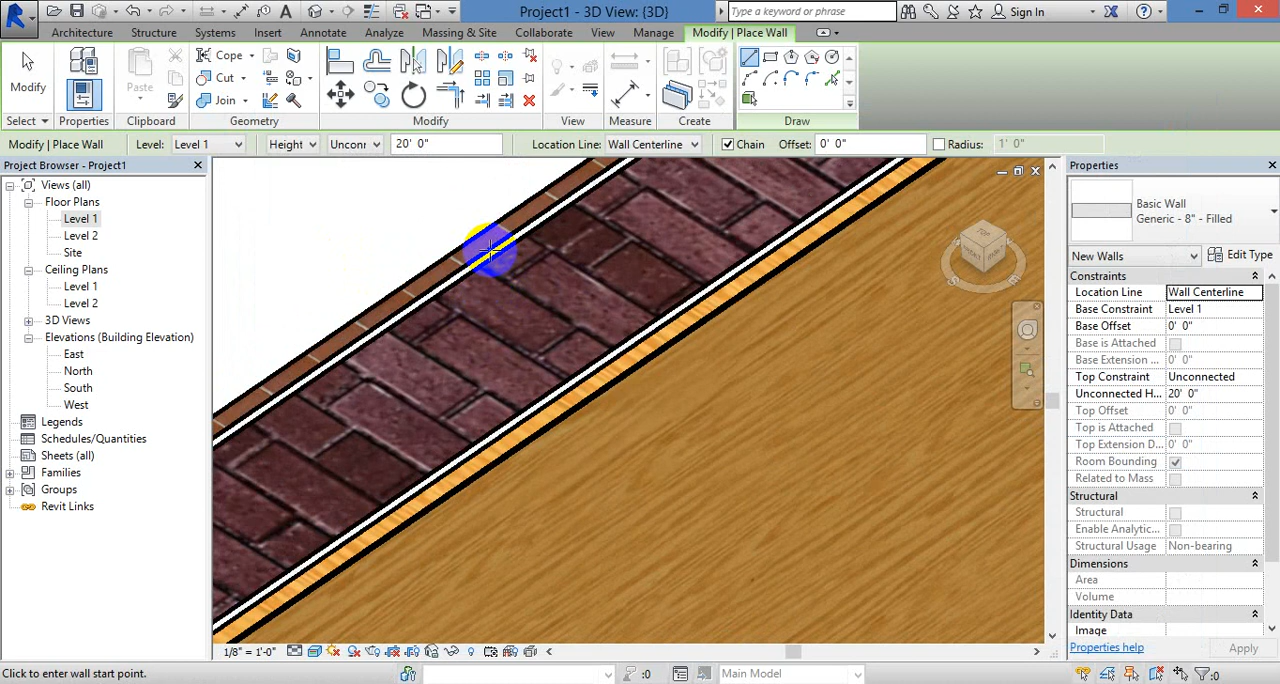 Project1 - 3D View: {3D}
Type a keyword or phrase
Sign In
Architecture Structure Systems Insert Annotate Analyze Massing & Site Collaborate View Manage Modify | Place Wall
Modify
Paste
Cope
Cut
Join
Select Properties Clipboard Geometry Modify View Measure Create Draw
Modify | Place Wall Level: Level 1 Height Uncon 20' 0" Location Line: Wall Centerline Chain Offset: 0' 0" Radius: 1' 0"
Project Browser - Project1
Views (all)
Floor Plans
Level 1
Level 2
Site
Ceiling Plans
Level 1
Level 2
3D Views
Elevations (Building Elevation)
East
North
South
West
Legends
Schedules/Quantities
Sheets (all)
Families
Groups
Revit Links
TOP
Properties
Basic Wall
Generic - 8" - Filled
New Walls Edit Type
Constraints
Location Line Wall Centerline
Base Constraint Level 1
Base Offset 0' 0"
Base is Attached
Base Extension ... 0' 0"
Top Constraint Unconnected
Unconnected H... 20' 0"
Top Offset 0' 0"
Top is Attached
Top Extension D... 0' 0"
Room Bounding
Related to Mass
Structural
Structural
Enable Analytic...
Structural Usage Non-bearing
Dimensions
Area
Volume
Identity Data
Image
Properties help Apply
1/8" = 1'-0"
Click to enter wall start point. :0 Main Model :0